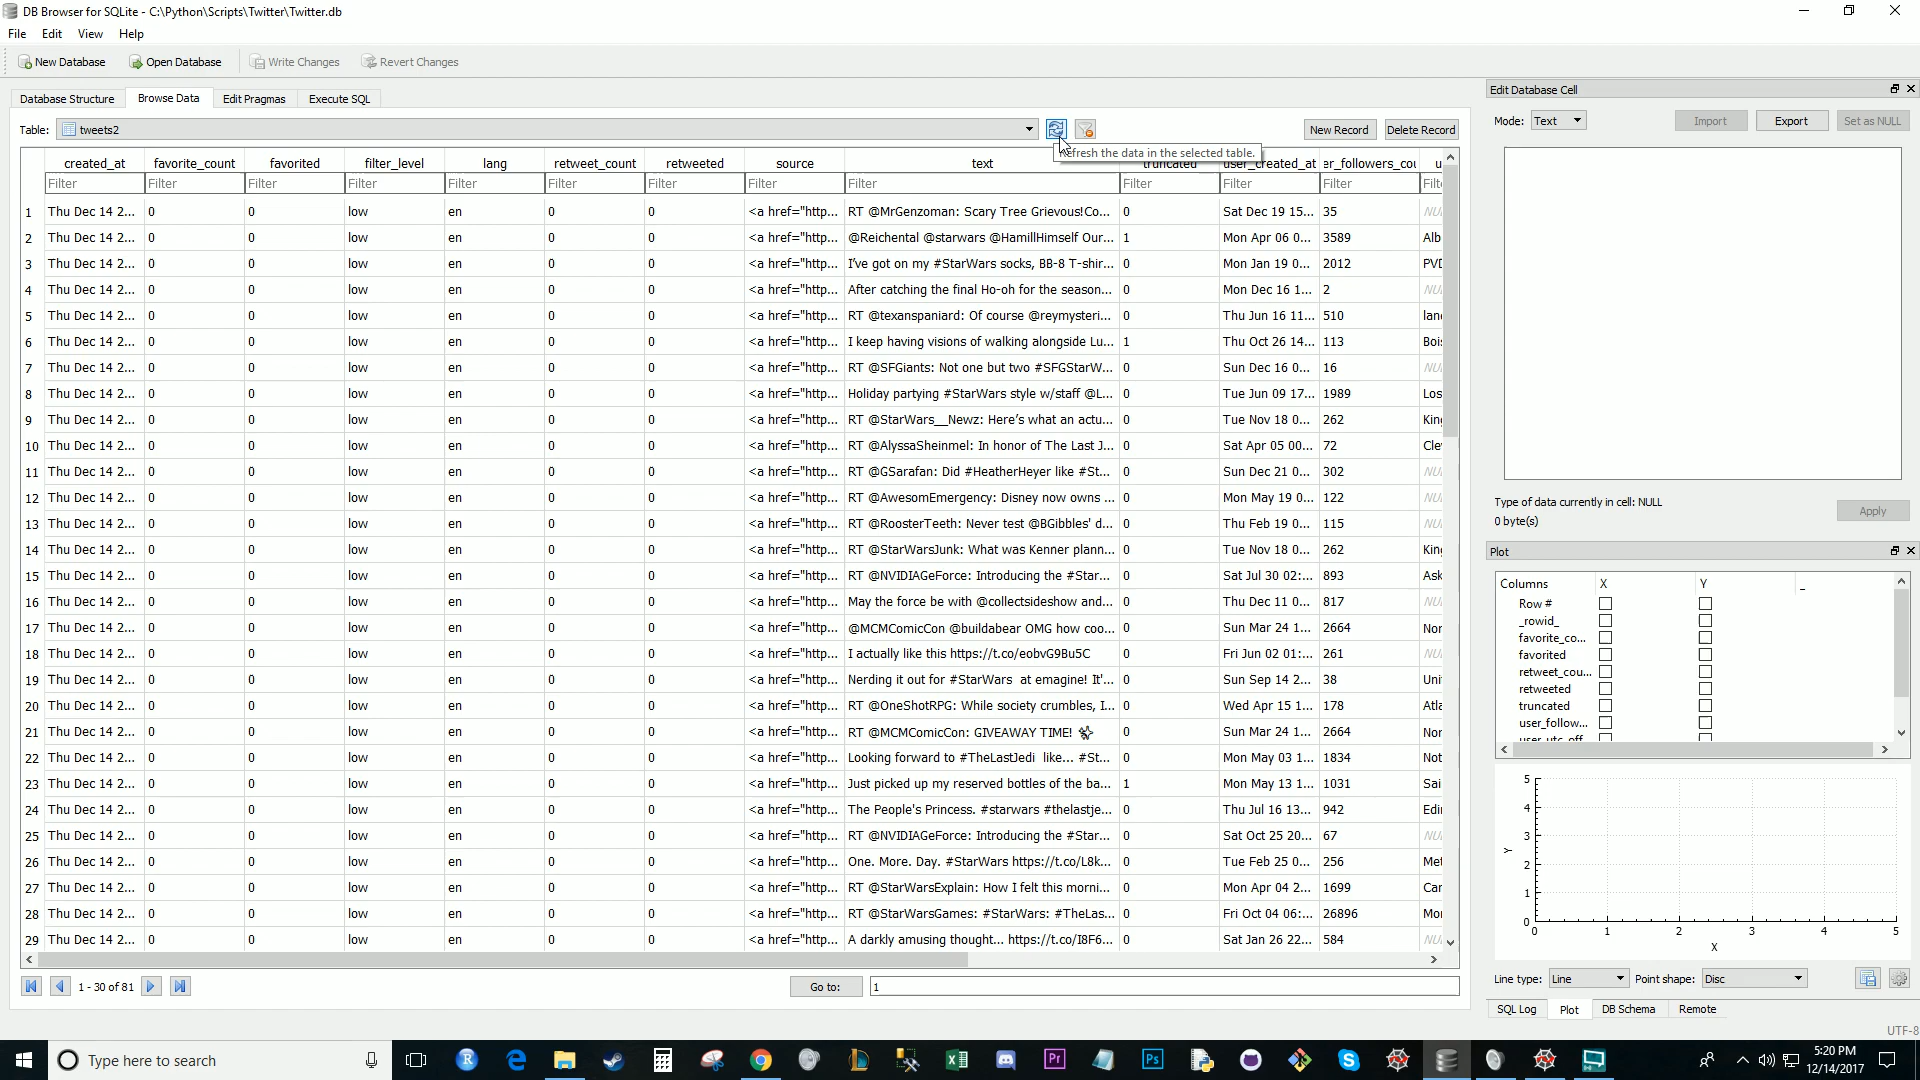 DB Browser for SQLite - C:\Python\Scripts\Twitter\Twitter.db
File Edit View Help
New Database Open Database Write Changes Revert Changes
Database Structure Browse Data Edit Pragmas Execute SQL
Table: tweets2 New Record Delete Record
Refresh the data in the selected table.
created_at favorite_count favorited filter_level lang retweet_count retweeted source text truncated user_created_at er_followers_cou
Filter Filter Filter Filter Filter Filter Filter Filter Filter Filter Filter Filter
1 Thu Dec 14 2... 0 0 low en 0 0 <a href="http... RT @MrGenzoman: Scary Tree Grievous!Co... 0 Sat Dec 19 15... 35
2 Thu Dec 14 2... 0 0 low en 0 0 <a href="http... @Reichental @starwars @HamillHimself Our... 1 Mon Apr 06 0... 3589 Alb
3 Thu Dec 14 2... 0 0 low en 0 0 <a href="http... I've got on my #StarWars socks, BB-8 T-shir... 0 Mon Jan 19 0... 2012 PVD
4 Thu Dec 14 2... 0 0 low en 0 0 <a href="http... After catching the final Ho-oh for the season... 0 Mon Dec 16 1... 2
5 Thu Dec 14 2... 0 0 low en 0 0 <a href="http... RT @texanspaniard: Of course @reymysteri... 0 Thu Jun 16 11... 510
6 Thu Dec 14 2... 0 0 low en 0 0 <a href="http... I keep having visions of walking alongside Lu... 1 Thu Oct 26 14... 113 Bois
7 Thu Dec 14 2... 0 0 low en 0 0 <a href="http... RT @SFGiants: Not one but two #SFGStarW... 0 Sun Dec 16 0... 16
8 Thu Dec 14 2... 0 0 low en 0 0 <a href="http... Holiday partying #StarWars style w/staff @L... 0 Tue Jun 09 17... 1989 Los
9 Thu Dec 14 2... 0 0 low en 0 0 <a href="http... RT @StarWars__Newz: Here's what an actu... 0 Tue Nov 18 0... 262 King
10 Thu Dec 14 2... 0 0 low en 0 0 <a href="http... RT @AlyssaSheinmel: In honor of The Last J... 0 Sat Apr 05 00... 72 Cle
11 Thu Dec 14 2... 0 0 low en 0 0 <a href="http... RT @GSarafan: Did #HeatherHeyer like #St... 0 Sun Dec 21 0... 302
12 Thu Dec 14 2... 0 0 low en 0 0 <a href="http... RT @AwesomEmergency: Disney now owns ... 0 Mon May 19 0... 122
13 Thu Dec 14 2... 0 0 low en 0 0 <a href="http... RT @RoosterTeeth: Never test @BGibbles' d... 0 Thu Feb 19 0... 115
14 Thu Dec 14 2... 0 0 low en 0 0 <a href="http... RT @StarWarsJunk: What was Kenner plann... 0 Tue Nov 18 0... 262 King
15 Thu Dec 14 2... 0 0 low en 0 0 <a href="http... RT @NVIDIAGeForce: Introducing the #Star... 0 Sat Jul 30 02:... 893 Ask
16 Thu Dec 14 2... 0 0 low en 0 0 <a href="http... May the force be with @collectsideshow and... 0 Thu Dec 11 0... 817
17 Thu Dec 14 2... 0 0 low en 0 0 <a href="http... @MCMComicCon @buildabear OMG how coo... 0 Sun Mar 24 1... 2664 Nor
18 Thu Dec 14 2... 0 0 low en 0 0 <a href="http... I actually like this https://t.co/eobvG9Bu5C 0 Fri Jun 02 01:... 261
19 Thu Dec 14 2... 0 0 low en 0 0 <a href="http... Nerding it out for #StarWars at emagine! It'... 0 Sun Sep 14 2... 38 Uni
20 Thu Dec 14 2... 0 0 low en 0 0 <a href="http... RT @OneShotRPG: While society crumbles, I... 0 Wed Apr 15 1... 178 Atla
21 Thu Dec 14 2... 0 0 low en 0 0 <a href="http... RT @MCMComicCon: GIVEAWAY TIME! 0 Sun Mar 24 1... 2664 Nor
22 Thu Dec 14 2... 0 0 low en 0 0 <a href="http... Looking forward to #TheLastJedi like... #St... 0 Mon May 03 1... 1834 Not
23 Thu Dec 14 2... 0 0 low en 0 0 <a href="http... Just picked up my reserved bottles of the ba... 1 Mon May 13 1... 1031 Sai
24 Thu Dec 14 2... 0 0 low en 0 0 <a href="http... The People's Princess. #starwars #thelastje... 0 Thu Jul 16 13... 942 Edi
25 Thu Dec 14 2... 0 0 low en 0 0 <a href="http... RT @NVIDIAGeForce: Introducing the #Star... 0 Sat Oct 25 20... 67
26 Thu Dec 14 2... 0 0 low en 0 0 <a href="http... One. More. Day. #StarWars https://t.co/L8k... 0 Tue Feb 25 0... 256 Met
27 Thu Dec 14 2... 0 0 low en 0 0 <a href="http... RT @StarWarsExplain: How I felt this morni... 0 Mon Apr 04 2... 1699 Car
28 Thu Dec 14 2... 0 0 low en 0 0 <a href="http... RT @StarWarsGames: #StarWars: #TheLas... 0 Fri Oct 04 06:... 26896 Mo
29 Thu Dec 14 2... 0 0 low en 0 0 <a href="http... A darkly amusing thought... https://t.co/I8F6... 0 Sat Jan 26 22... 584
1 - 30 of 81 Go to: 1
Edit Database Cell
Mode: Text Import Export Set as NULL
Type of data currently in cell: NULL
0 byte(s)
Apply
Plot
Columns X Y
Row #
_rowid_
favorite_co...
favorited
retweet_cou...
retweeted
truncated
user_follow...
5
4
3
2
1
0
Y
0 1 2 3 4 5
X
Line type: Line Point shape: Disc
SQL Log Plot DB Schema Remote
UTF-8
Type here to search
5:20 PM
12/14/2017